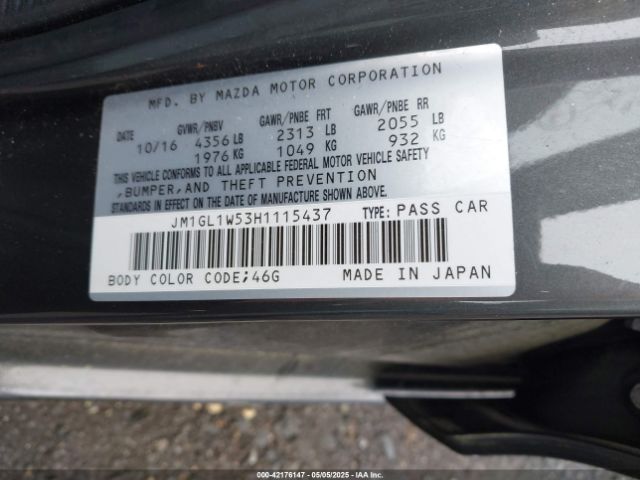 MFD. BY MAZDA MOTOR CORPORATION
DATE GVWR/PNBV GAWR/PNBE FRT GAWR/PNBE RR
10/16 4356 LB 2313 LB 2055 LB
1976 KG 1049 KG 932 KG
THIS VEHICLE CONFORMS TO ALL APPLICABLE FEDERAL MOTOR VEHICLE SAFETY
,BUMPER,AND THEFT PREVENTION
STANDARDS IN EFFECT ON THE DATE OF MANUFACTURE SHOWN ABOVE.
JM1GL1W53H1115437 TYPE: PASS CAR
BODY COLOR CODE;46G MADE IN JAPAN
000-42176147 - 05/05/2025 - IAAI.com